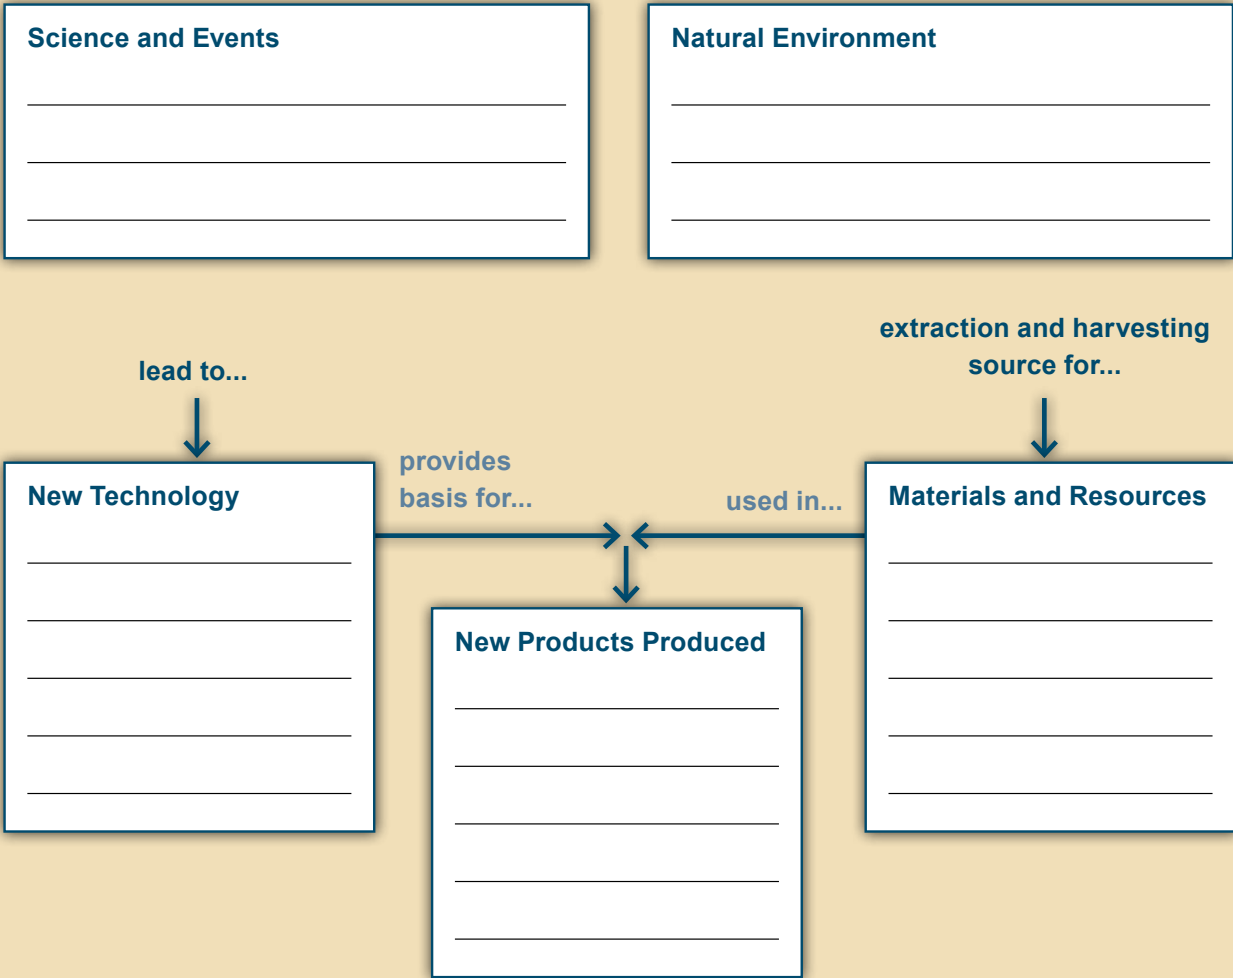 Science and Events
Natural Environment
lead to...
extraction and harvesting
source for...
New Technology
provides
basis for...
used in...
Materials and Resources
New Products Produced